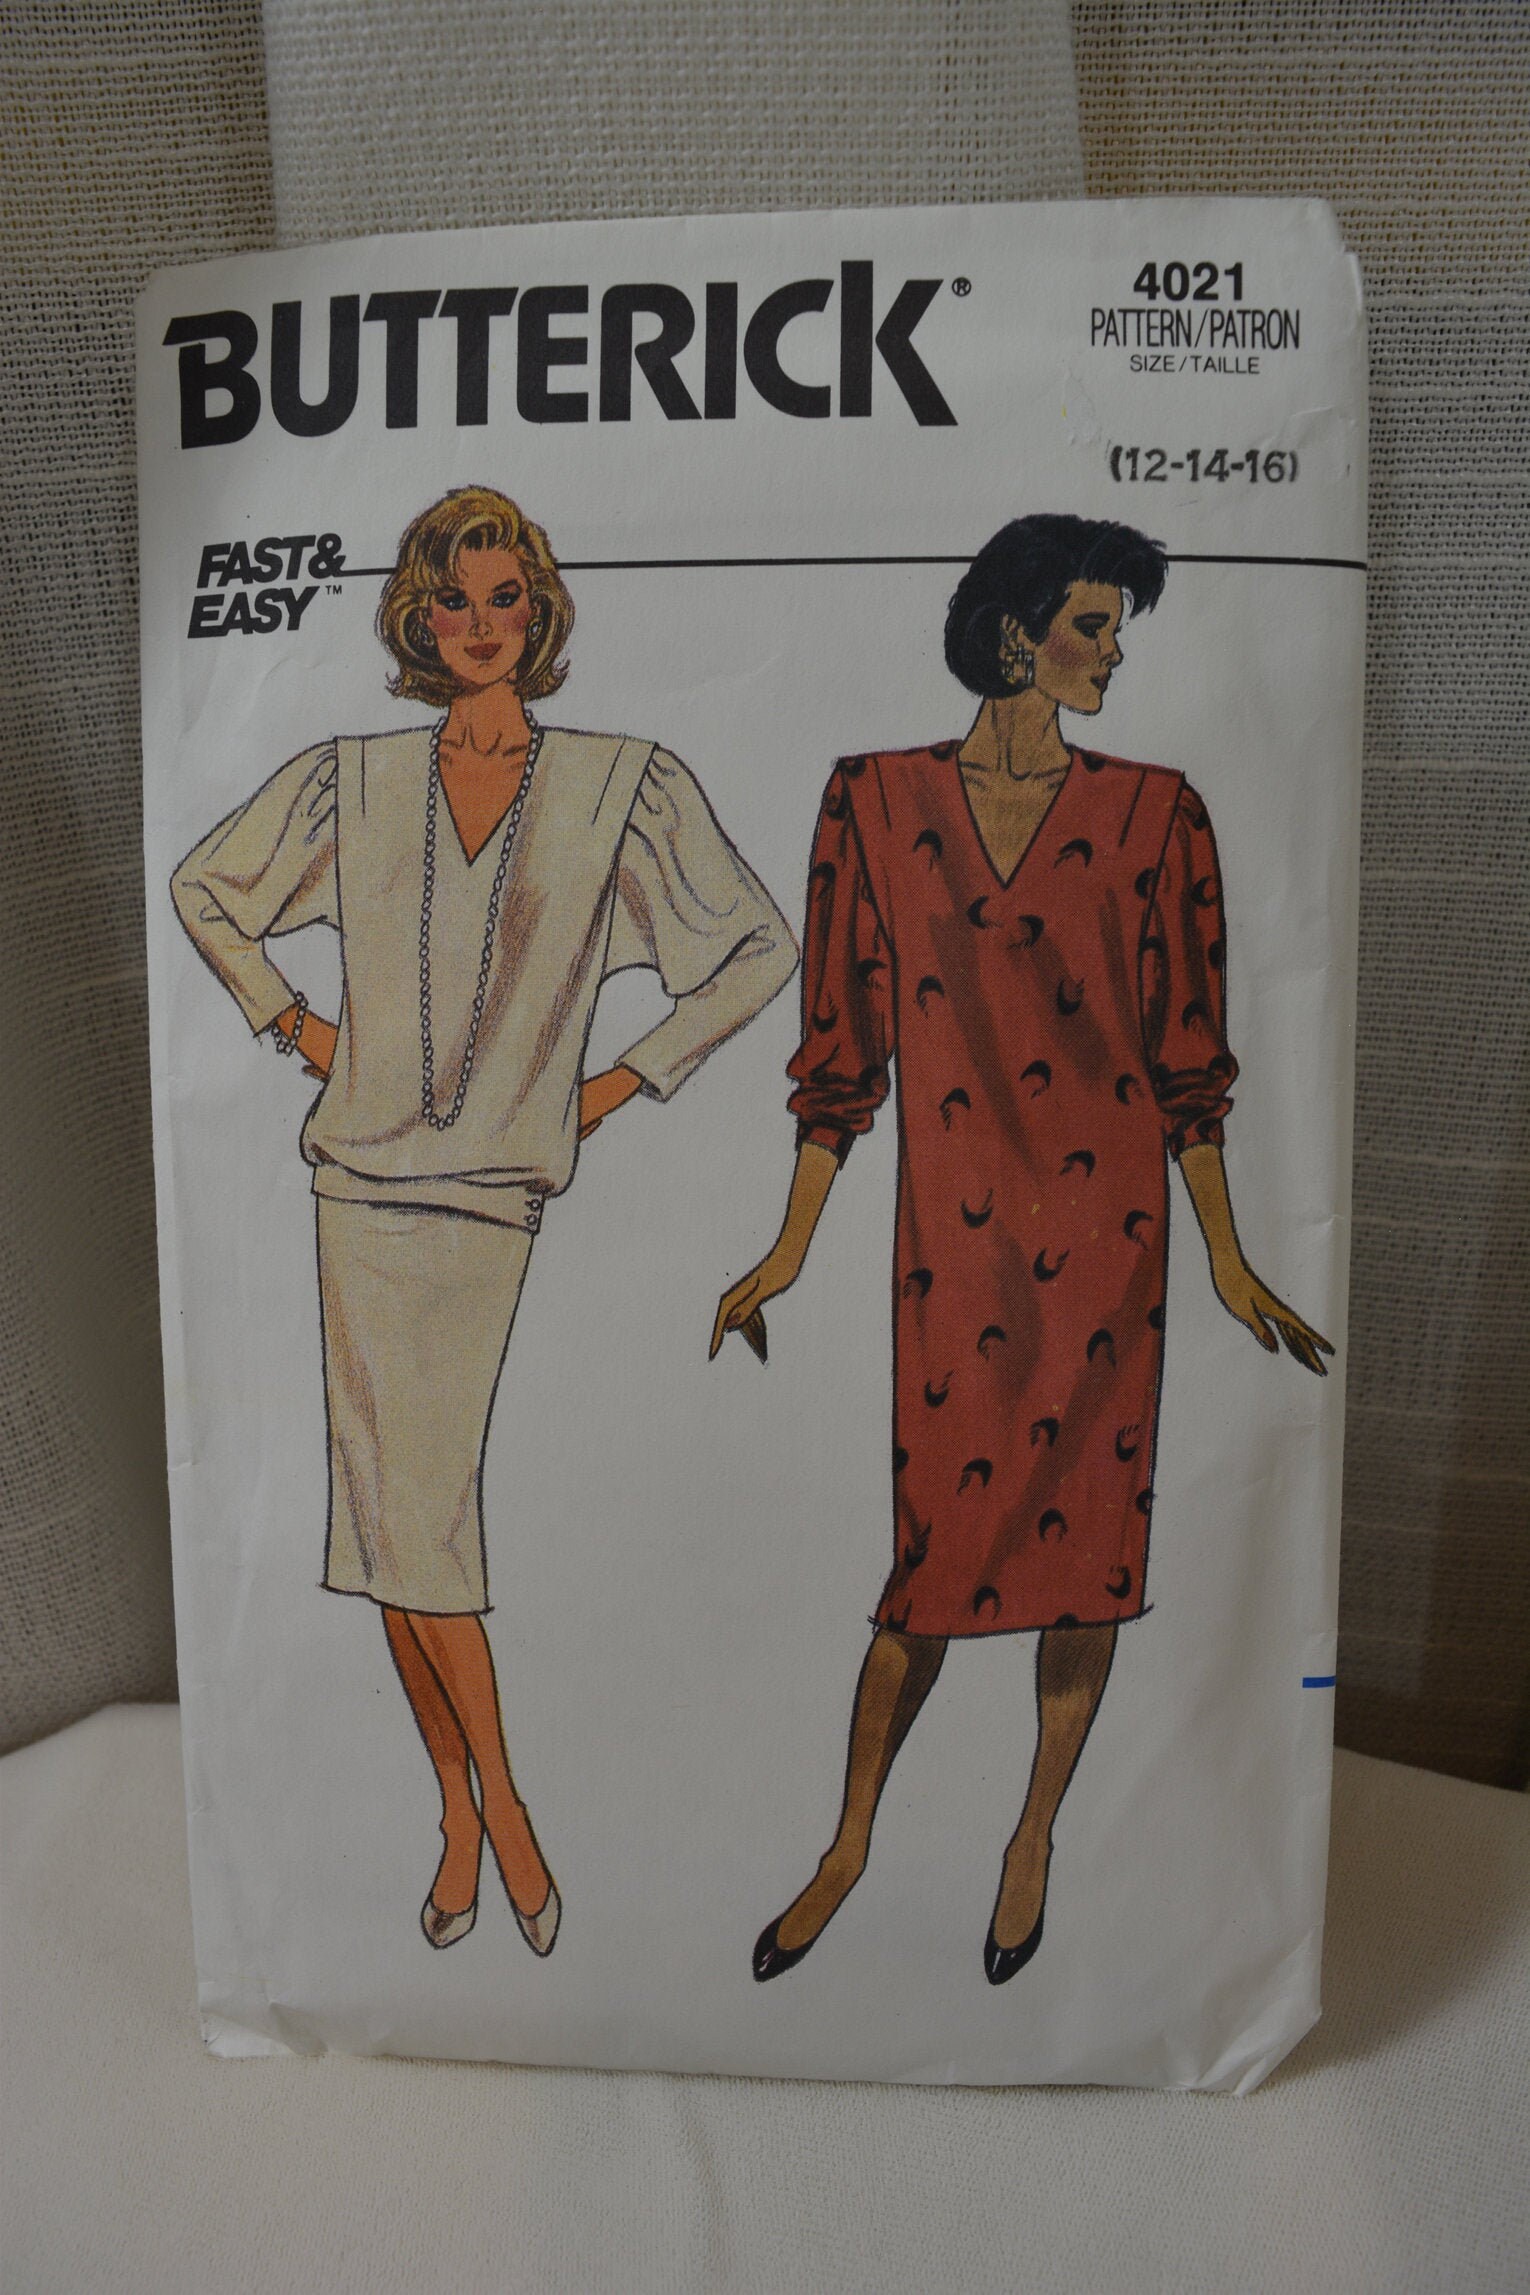 BUTTERICK®
4021
PATTERN/PATRON
SIZE/TAILLE
(12-14-16)
FAST&
EASY™